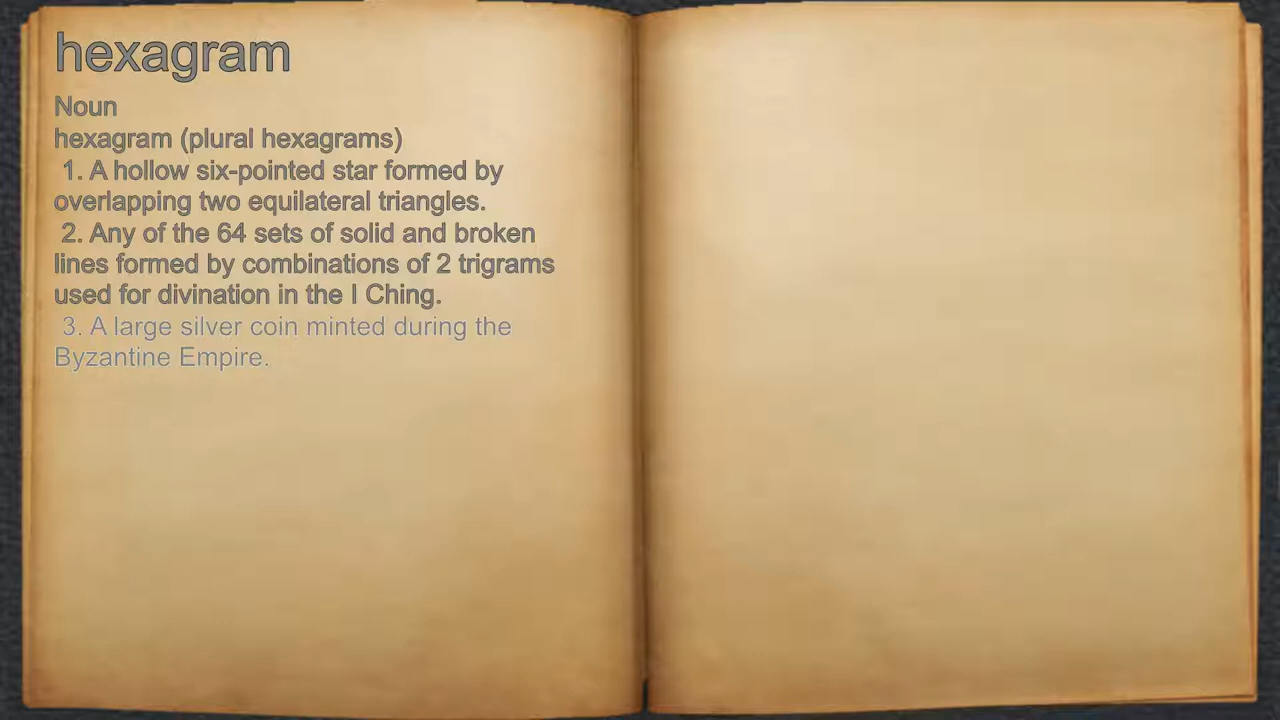 hexagram
Noun
hexagram (plural hexagrams)
1. A hollow six-pointed star formed by
overlapping two equilateral triangles.
2. Any of the 64 sets of solid and broken
lines formed by combinations of 2 trigrams
used for divination in the I Ching.
3. A large silver coin minted during the
Byzantine Empire.